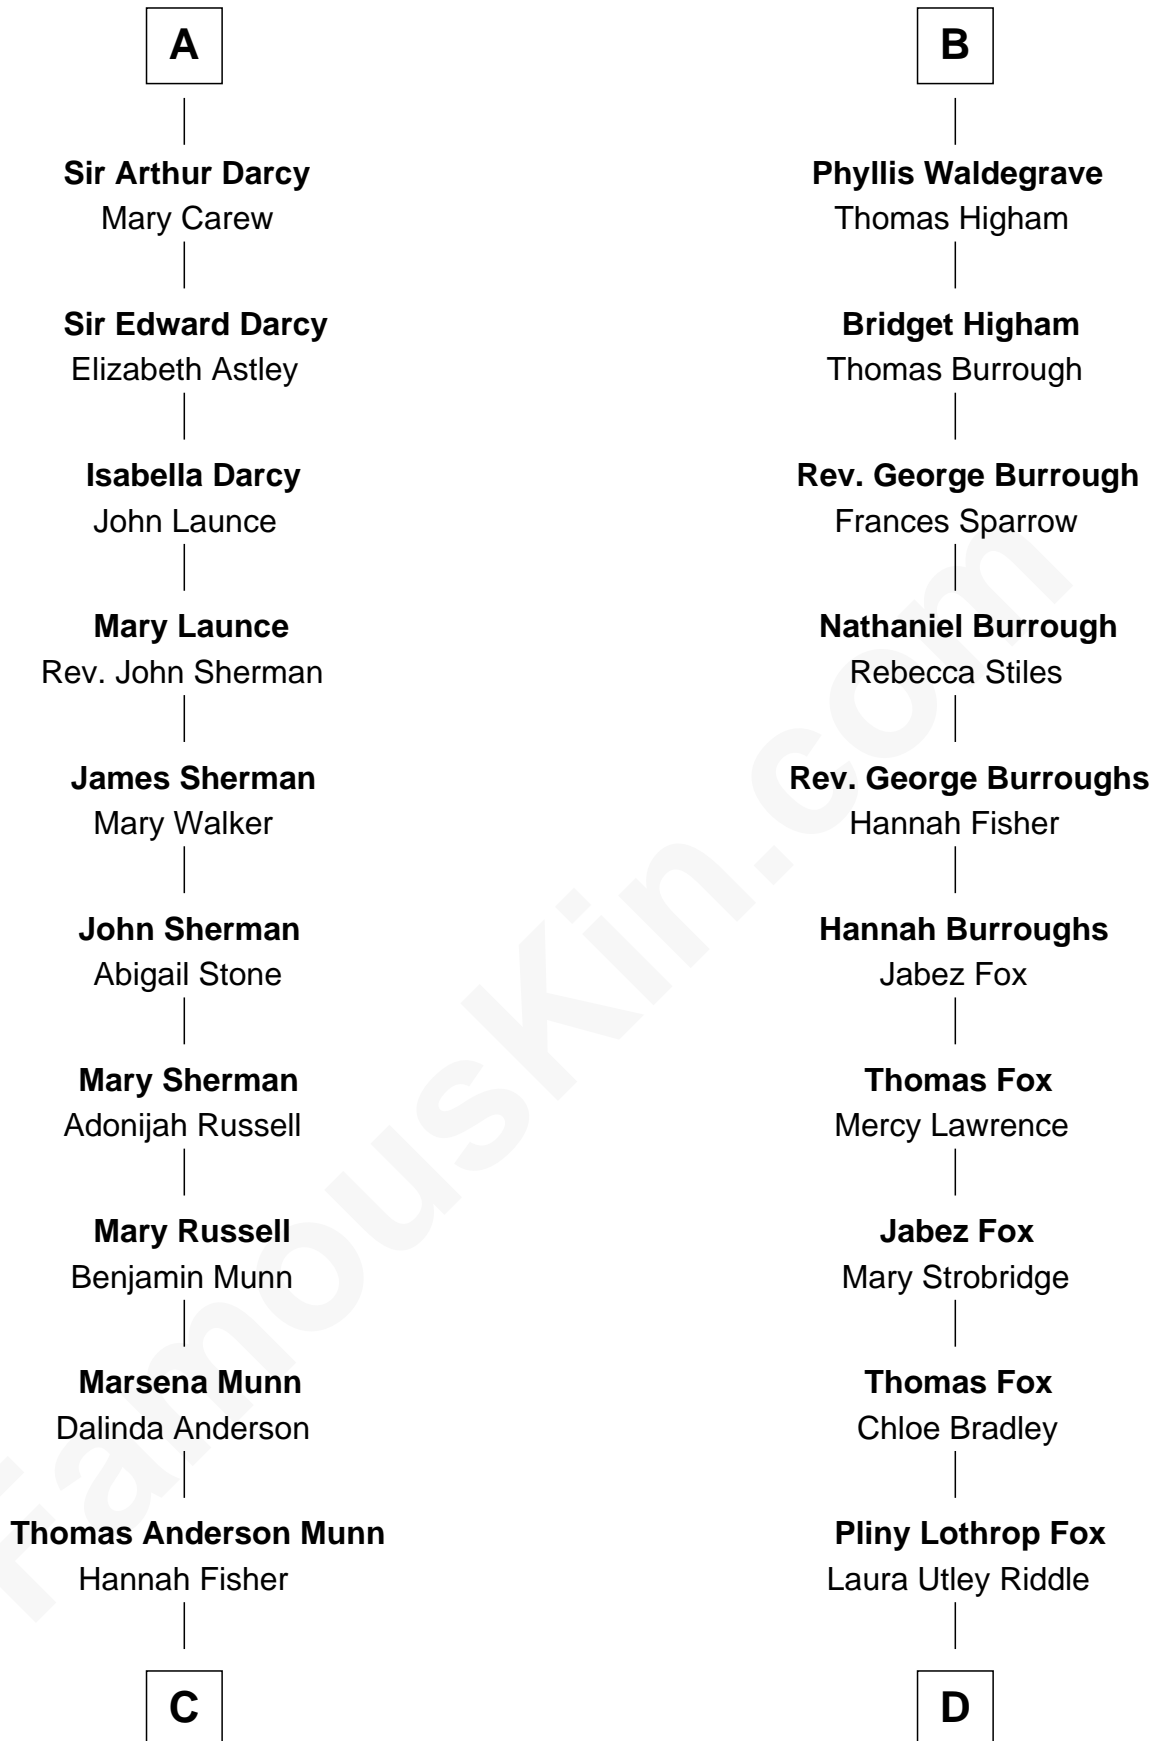 A
Sir Arthur Darcy
Mary Carew
Sir Edward Darcy
Elizabeth Astley
Isabella Darcy
John Launce
Mary Launce
Rev. John Sherman
James Sherman
Mary Walker
John Sherman
Abigail Stone
Mary Sherman
Adonijah Russell
Mary Russell
Benjamin Munn
Marsena Munn
Dalinda Anderson
Thomas Anderson Munn
Hannah Fisher
C
B
Phyllis Waldegrave
Thomas Higham
Bridget Higham
Thomas Burrough
Rev. George Burrough
Frances Sparrow
Nathaniel Burrough
Rebecca Stiles
Rev. George Burroughs
Hannah Fisher
Hannah Burroughs
Jabez Fox
Thomas Fox
Mercy Lawrence
Jabez Fox
Mary Strobridge
Thomas Fox
Chloe Bradley
Pliny Lothrop Fox
Laura Utley Riddle
D
FamousKin.com